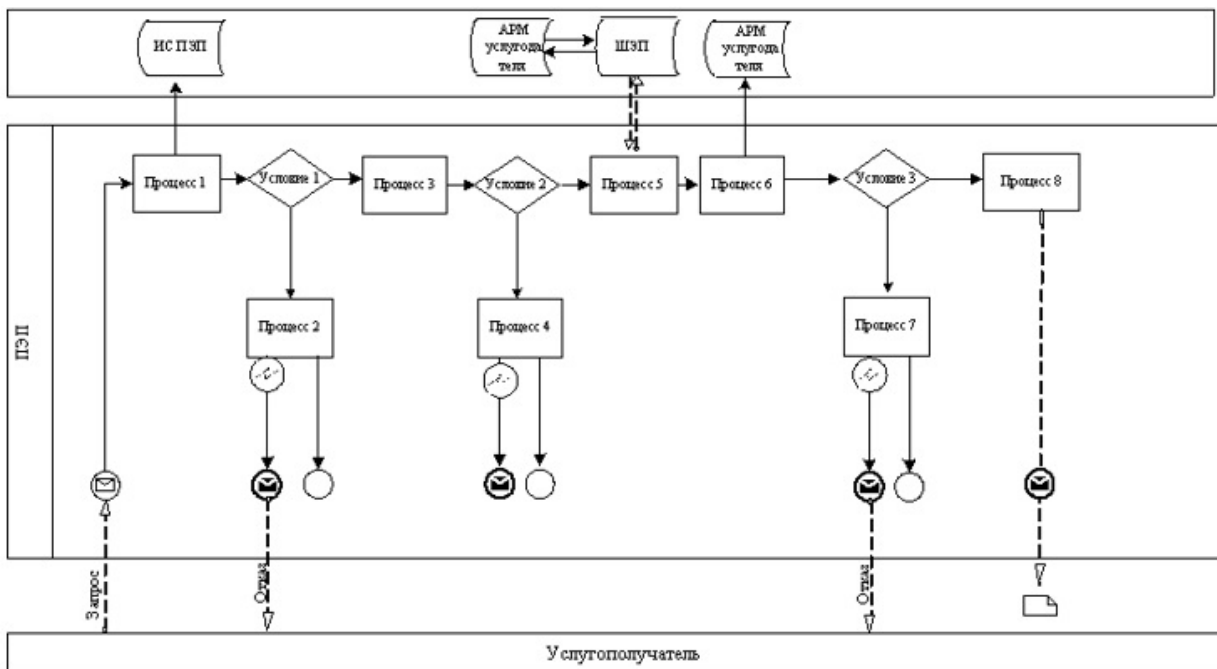 ИС ПЭП
АРМ
услугода
теля
ШЭП
АРМ
услугода
теля
ПЭП
Процесс 1
Условие 1
Процесс 3
Условие 2
Процесс 5
Процесс 6
Условие 3
Процесс 8
Процесс 2
Процесс 4
Процесс 7
Запрос
Отказ
Отказ
Услугополучатель